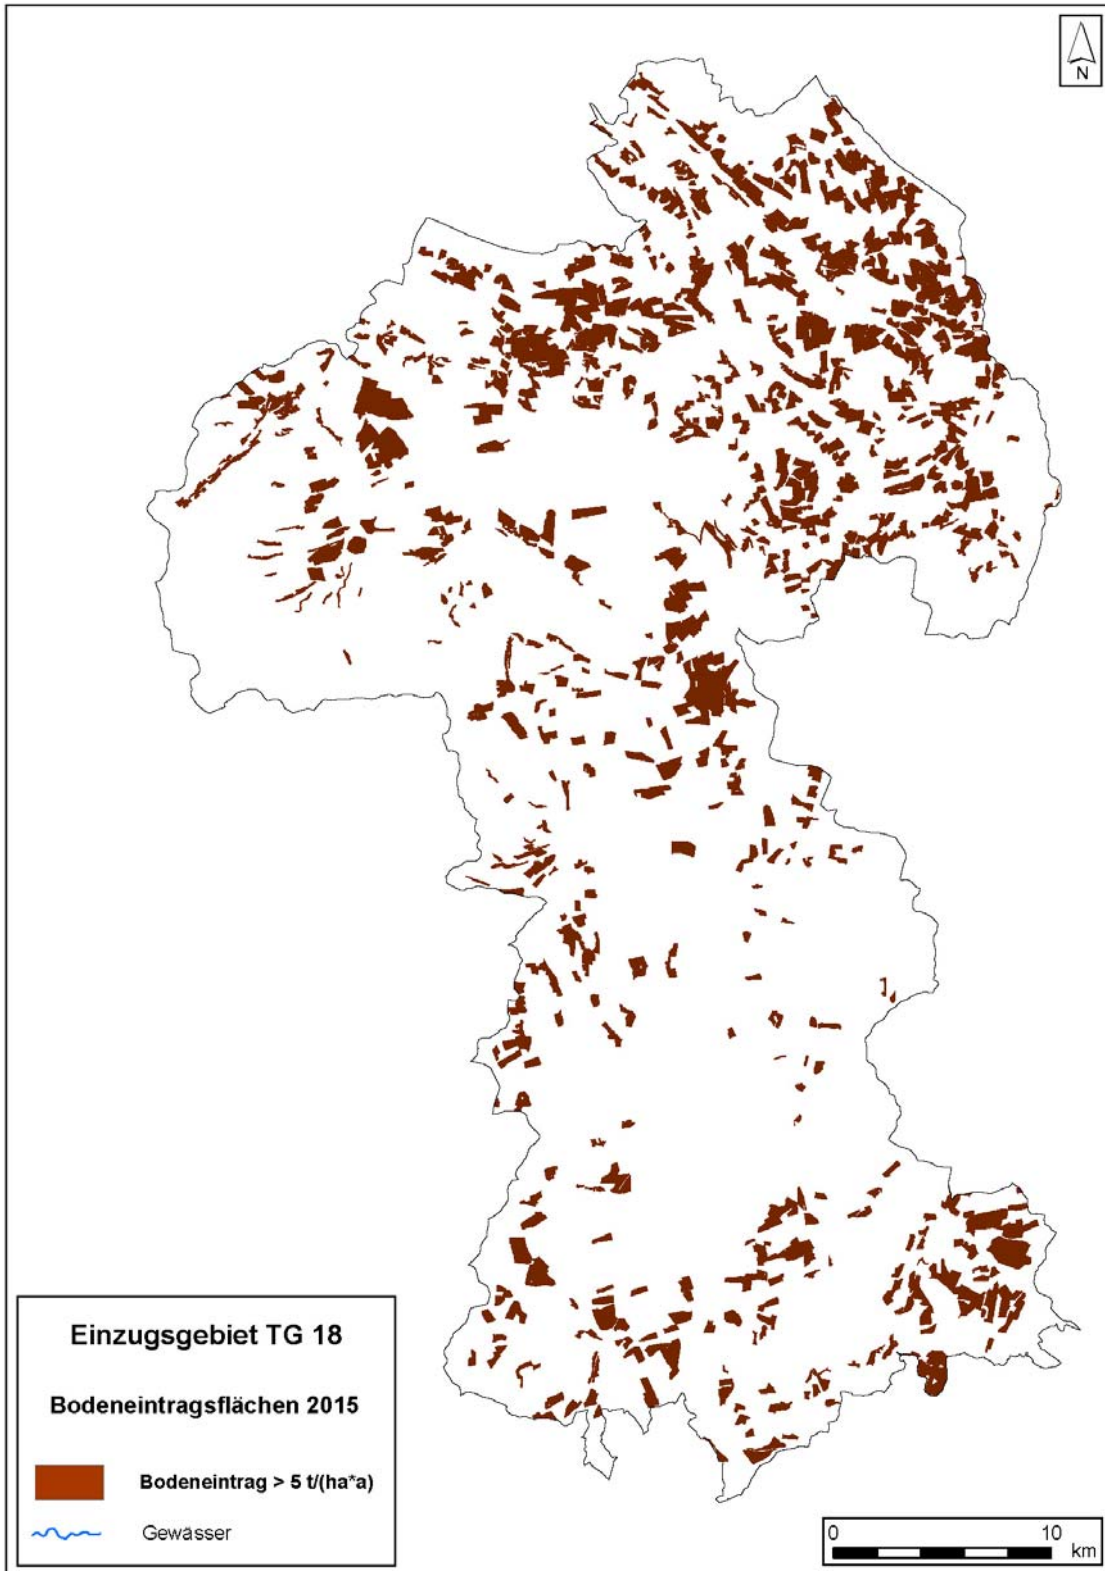 N
Einzugsgebiet TG 18
Bodeneintragsflächen 2015
Bodeneintrag > 5 t/(ha*a)
Gewässer
0 10
km